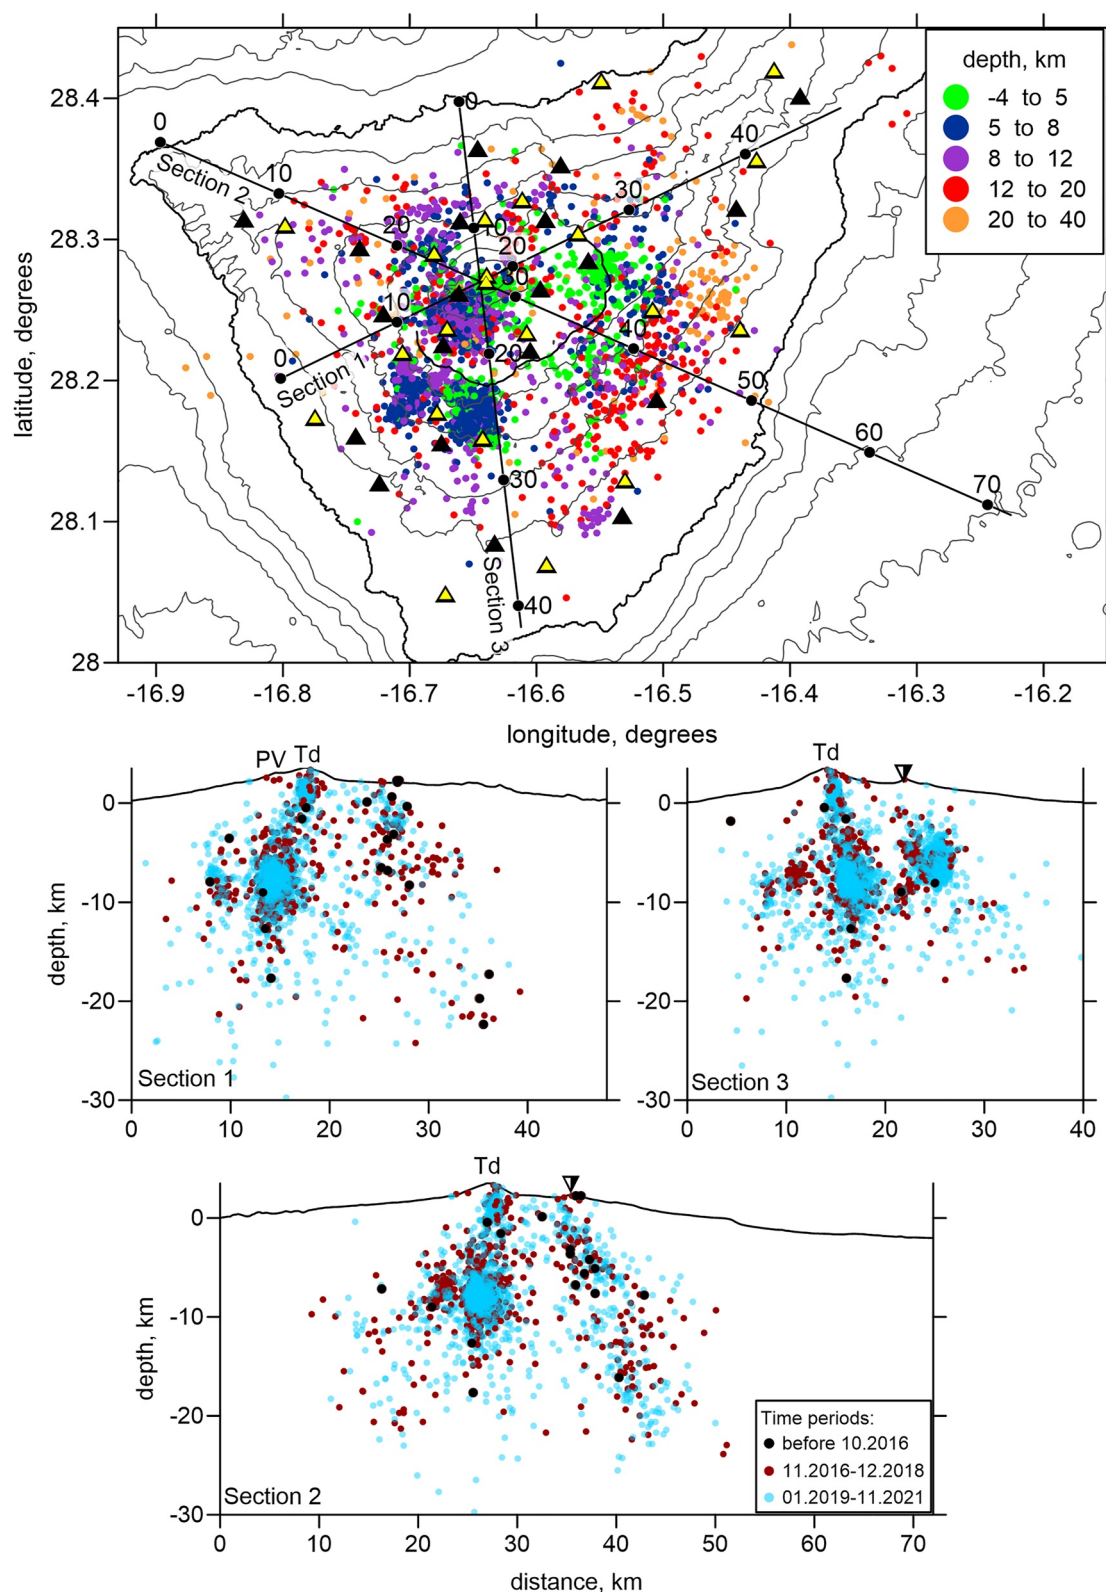 depth, km
-4 to 5
5 to 8
8 to 12
12 to 20
20 to 40
28.4
28.3
28.2
28.1
28
latitude, degrees
0
10
20
30
40
50
60
70
Section 2
0
10
20
30
40
Section 1
0
10
20
30
40
Section 3
-16.9
-16.8
-16.7
-16.6
-16.5
-16.4
-16.3
-16.2
longitude, degrees
PV Td
0
-10
-20
-30
depth, km
Section 1
0
10
20
30
40
Td
0
-10
-20
-30
Section 3
0
10
20
30
40
Td
0
-10
-20
-30
depth, km
Section 2
Time periods:
before 10.2016
11.2016-12.2018
01.2019-11.2021
0
10
20
30
40
50
60
70
distance, km